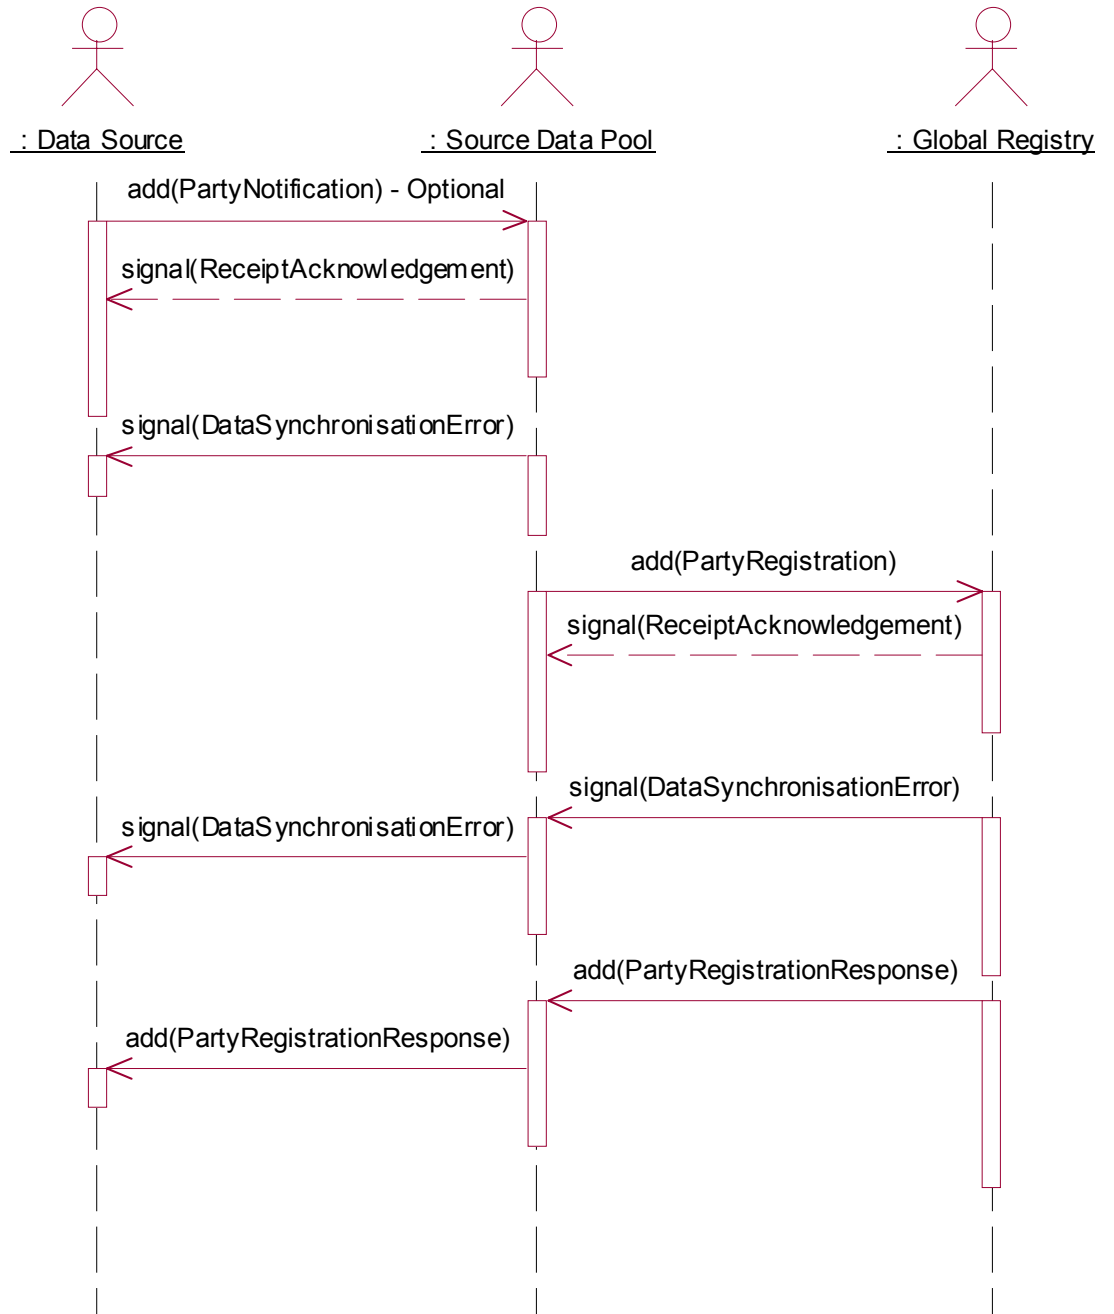 : Data Source
: Source Data Pool
: Global Registry
add(PartyNotification) - Optional
signal(ReceiptAcknowledgement)
signal(DataSynchronisationError)
add(PartyRegistration)
signal(ReceiptAcknowledgement)
signal(DataSynchronisationError)
signal(DataSynchronisationError)
add(PartyRegistrationResponse)
add(PartyRegistrationResponse)